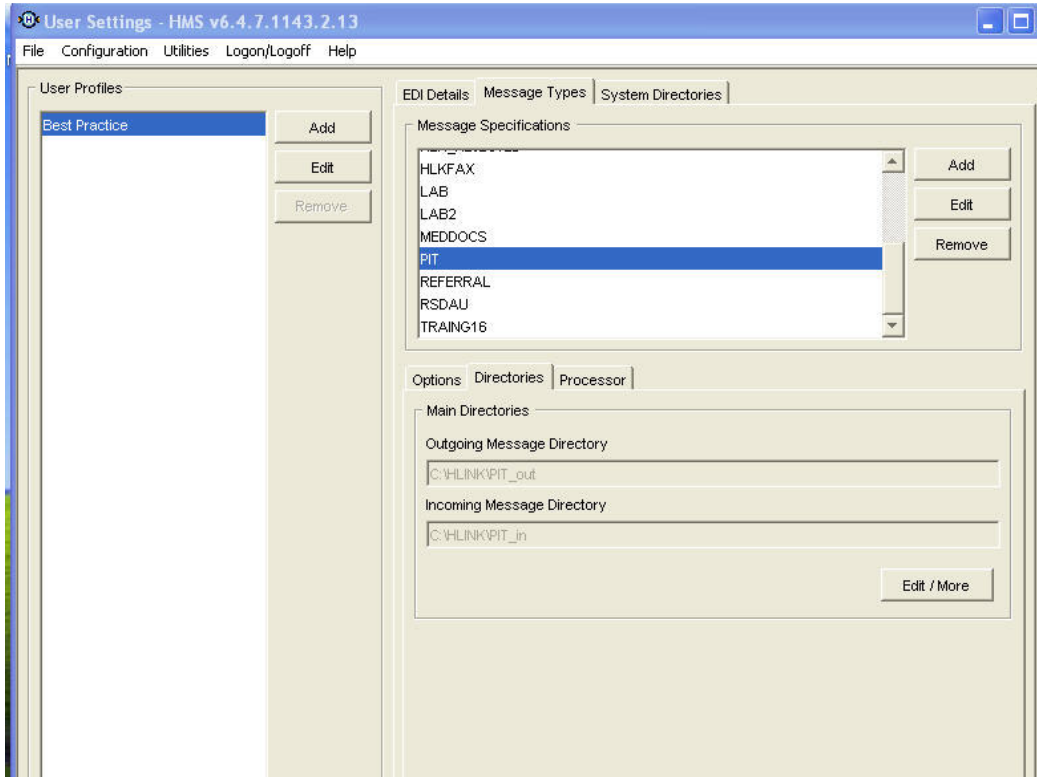 User Settings - HMS v6.4.7.1143.2.13
File Configuration Utilities Logon/Logoff Help
User Profiles
Best Practice
Add
Edit
Remove
EDI Details Message Types System Directories
Message Specifications
HLKFAX
LAB
LAB2
MEDDOCS
PIT
REFERRAL
RSDAU
TRAING16
Add
Edit
Remove
Options Directories Processor
Main Directories
Outgoing Message Directory
C:\HLINK\PIT_out
Incoming Message Directory
C:\HLINK\PIT_in
Edit / More